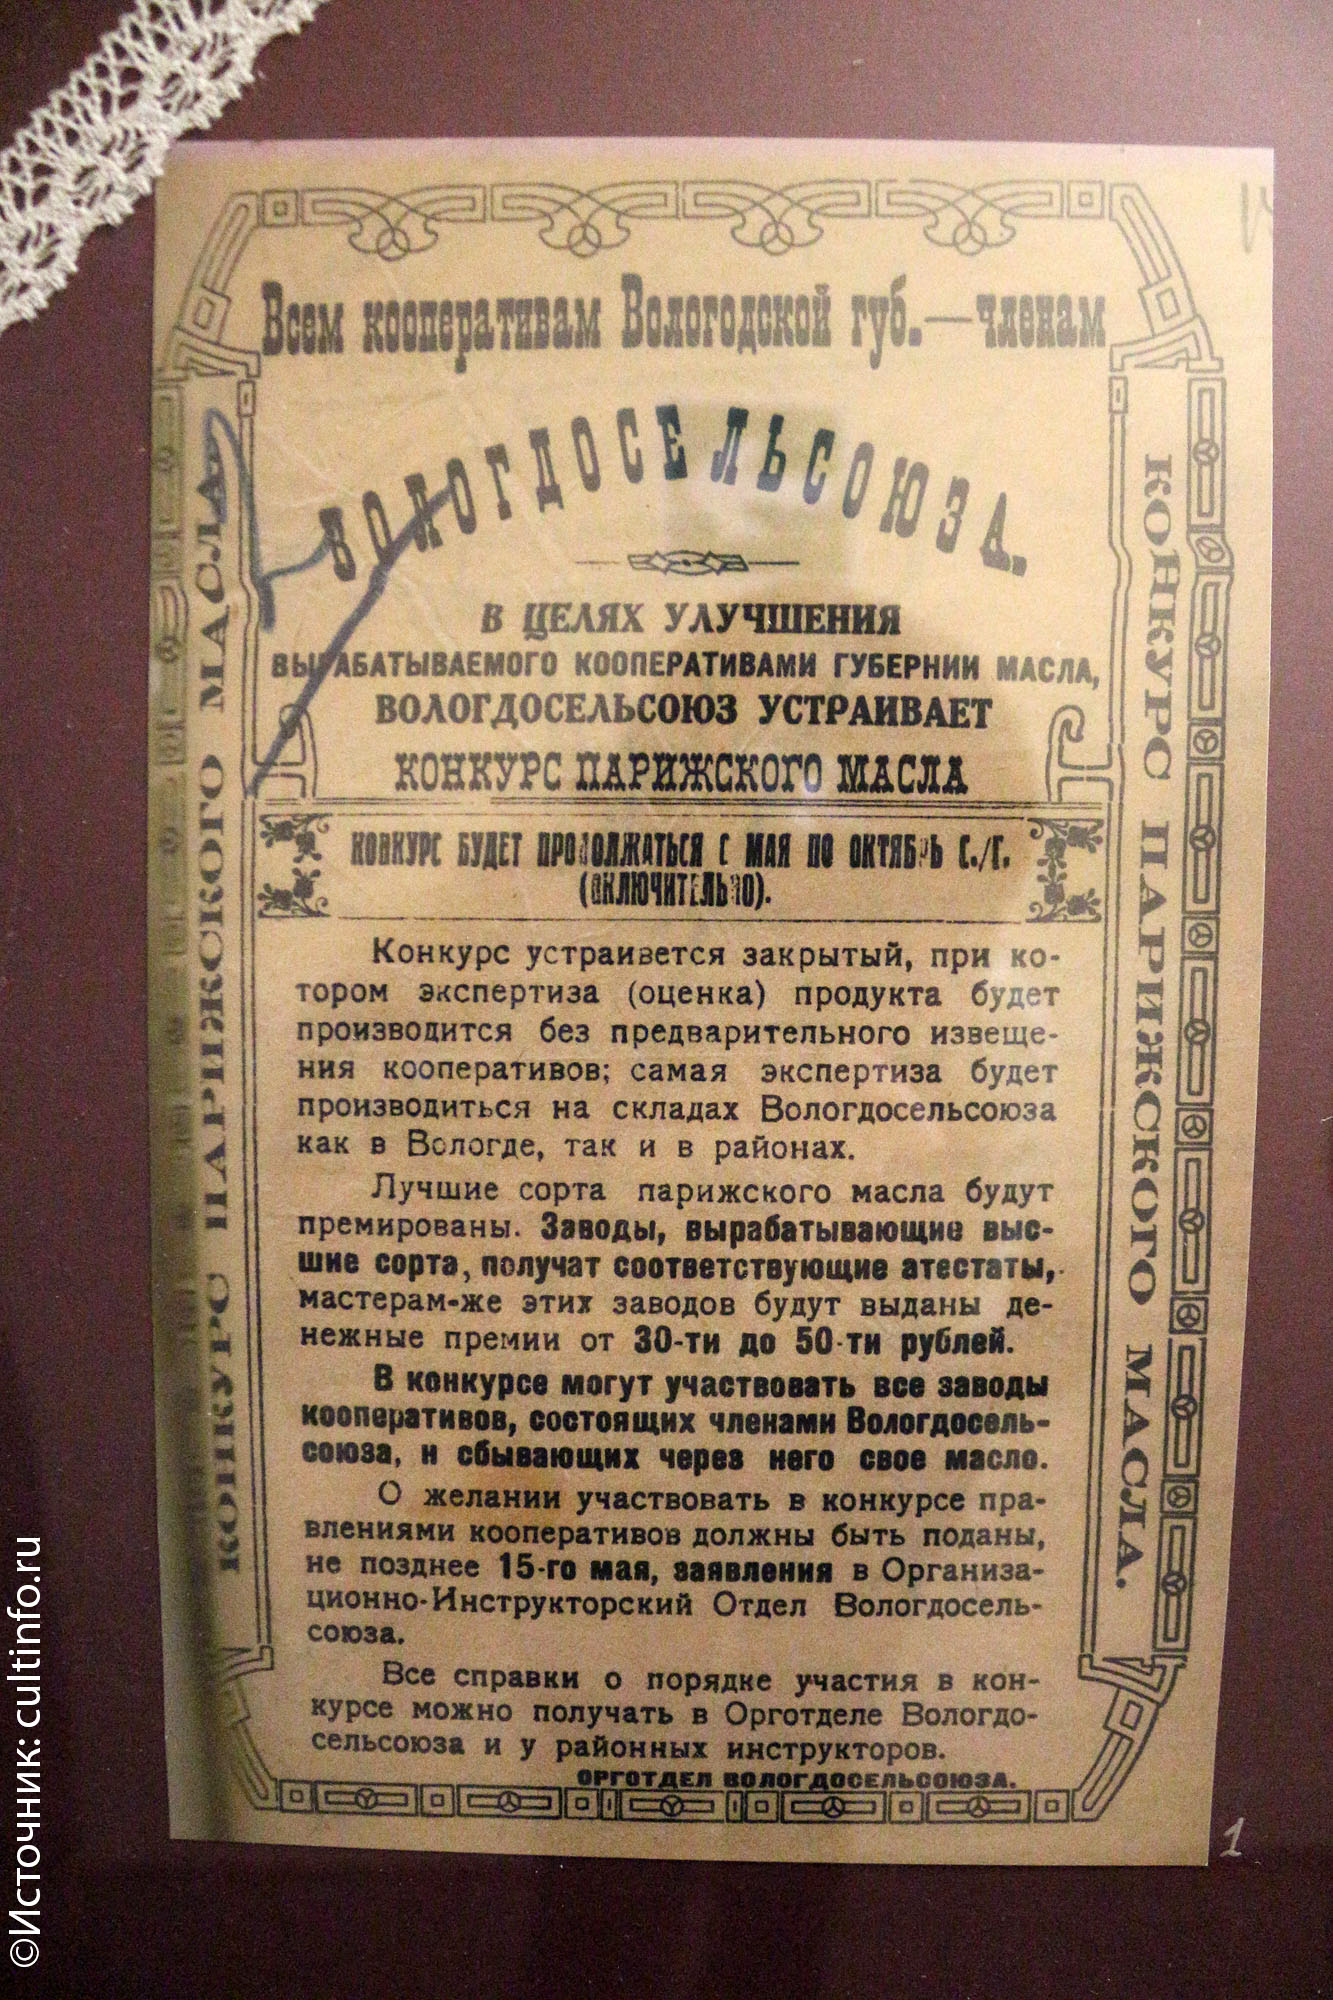 Всем кооперативам Вологодской губ.—членам
ВОЛОГДОСЕЛЬСОЮЗА.
В ЦЕЛЯХ УЛУЧШЕНИЯ
ВЫРАБАТЫВАЕМОГО КООПЕРАТИВАМИ ГУБЕРНИИ МАСЛА,
ВОЛОГДОСЕЛЬСОЮЗ УСТРАИВАЕТ
КОНКУРС ПАРИЖСКОГО МАСЛА
КОНКУРС БУДЕТ ПРОДОЛЖАТЬСЯ С МАЯ ПО ОКТЯБРЬ С./Г.
(ВКЛЮЧИТЕЛЬНО).
Конкурс устраивется закрытый, при ко-
тором экспертиза (оценка) продукта будет
производится без предварительного извеще-
ния кооперативов; самая экспертиза будет
производиться на складах Вологдосельсоюза
как в Вологде, так и в районах.
Лучшие сорта парижского масла будут
премированы. Заводы, вырабатывающие выс-
шие сорта, получат соответствующие атестаты,
мастерам-же этих заводов будут выданы де-
нежные премии от 30-ти до 50-ти рублей.
В конкурсе могут участвовать все заводы
кооперативов, состоящих членами Вологдосель-
союза, и сбывающих через него свое масло.
О желании участвовать в конкурсе пра-
влениями кооперативов должны быть поданы,
не позднее 15-го мая, заявления в Организа-
ционно-Инструкторский Отдел Вологдосель-
союза.
Все справки о порядке участия в кон-
курсе можно получать в Орготделе Вологдо-
сельсоюза и у районных инструкторов.
ОРГОТДЕЛ ВОЛОГДОСЕЛЬСОЮЗА.
КОНКУРС ПАРИЖСКОГО МАСЛА
КОНКУРС ПАРИЖСКОГО МАСЛА.
1
©Источник: cultinfo.ru